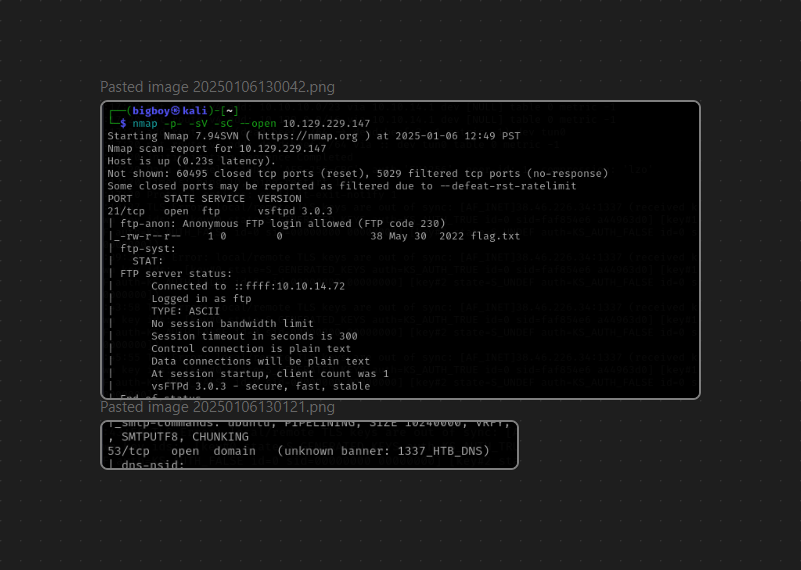 Pasted image 20250106130042.png
┌──(bigboy㉿kali)-[~]
└─$ nmap -p- -sV -sC --open 10.129.229.147
Starting Nmap 7.94SVN ( https://nmap.org ) at 2025-01-06 12:49 PST
Nmap scan report for 10.129.229.147
Host is up (0.23s latency).
Not shown: 60495 closed tcp ports (reset), 5029 filtered tcp ports (no-response)
Some closed ports may be reported as filtered due to --defeat-rst-ratelimit
PORT     STATE SERVICE  VERSION
21/tcp   open  ftp      vsftpd 3.0.3
| ftp-anon: Anonymous FTP login allowed (FTP code 230)
|_-rw-r--r--    1 0        0              38 May 30  2022 flag.txt
| ftp-syst:
|   STAT:
| FTP server status:
|      Connected to ::ffff:10.10.14.72
|      Logged in as ftp
|      TYPE: ASCII
|      No session bandwidth limit
|      Session timeout in seconds is 300
|      Control connection is plain text
|      Data connections will be plain text
|      At session startup, client count was 1
|      vsFTPd 3.0.3 - secure, fast, stable
|_End of status
Pasted image 20250106130121.png
|_smtp-commands: ubuntu, PIPELINING, SIZE 10240000, VRFY,
, SMTPUTF8, CHUNKING
53/tcp   open  domain   (unknown banner: 1337_HTB_DNS)
| dns-nsid: